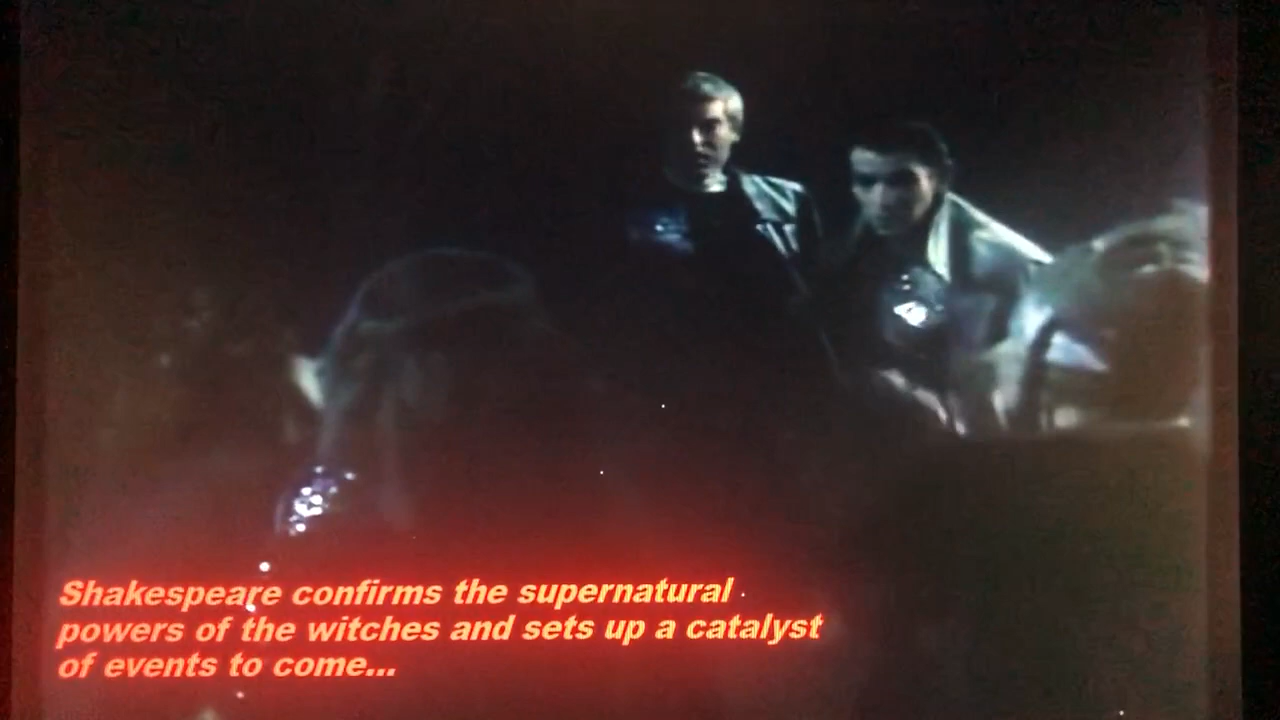 Shakespeare confirms the supernatural
powers of the witches and sets up a catalyst
of events to come...